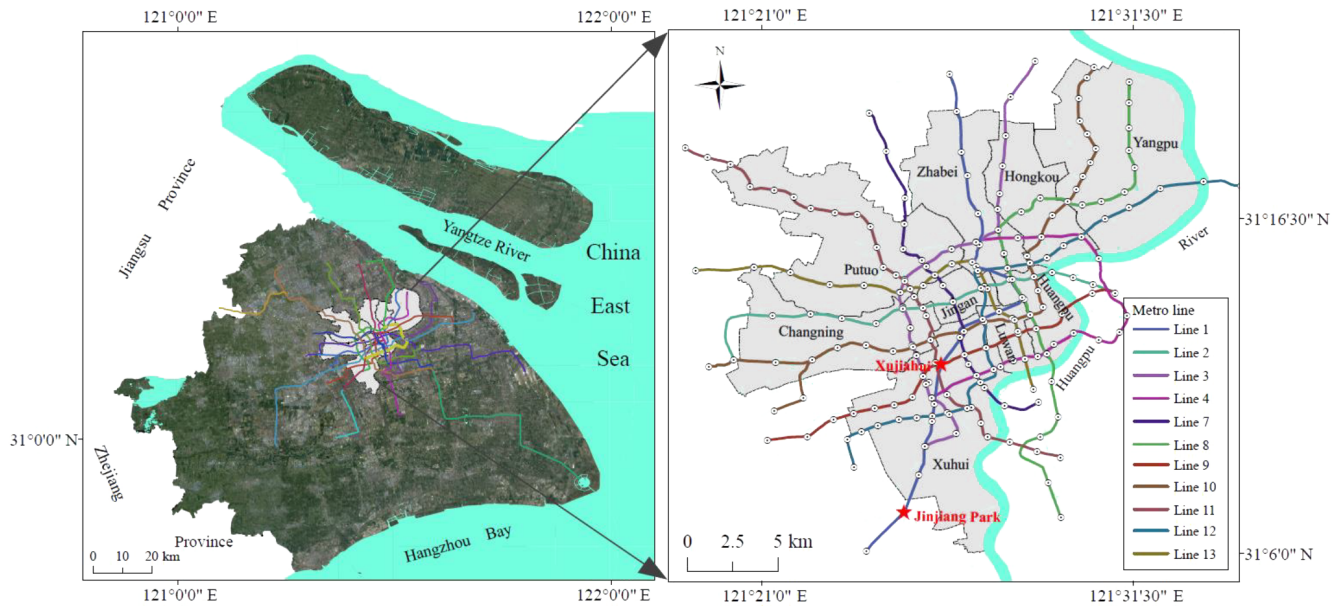 121°0'0" E
122°0'0" E
121°21'0" E
121°31'30" E
Jiangsu
Province
Yangtze River
China
East
Sea
31°0'0" N
Zhejiang
Province
Hangzhou Bay
0 10 20 km
121°0'0" E
122°0'0" E
N
Yangpu
Zhabei
Hongkou
31°16'30" N
River
Putuo
Jingan
Huangpu
Changning
Luwan
Xujiahui
Huangpu
Xuhui
Jinjiang Park
0 2.5 5 km
Metro line
Line 1
Line 2
Line 3
Line 4
Line 7
Line 8
Line 9
Line 10
Line 11
Line 12
Line 13
31°6'0" N
121°21'0" E
121°31'30" E